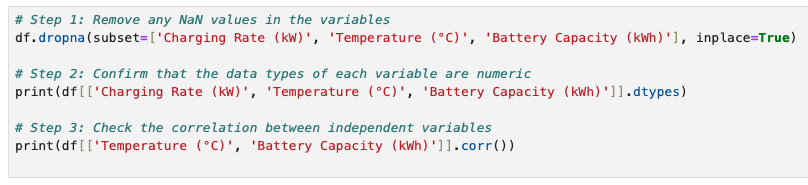 # Step 1: Remove any NaN values in the variables
df.dropna(subset=['Charging Rate (kW)', 'Temperature (°C)', 'Battery Capacity (kWh)'], inplace=True)
# Step 2: Confirm that the data types of each variable are numeric
print(df[['Charging Rate (kW)', 'Temperature (°C)', 'Battery Capacity (kWh)']].dtypes)
# Step 3: Check the correlation between independent variables
print(df[['Temperature (°C)', 'Battery Capacity (kWh)']].corr())